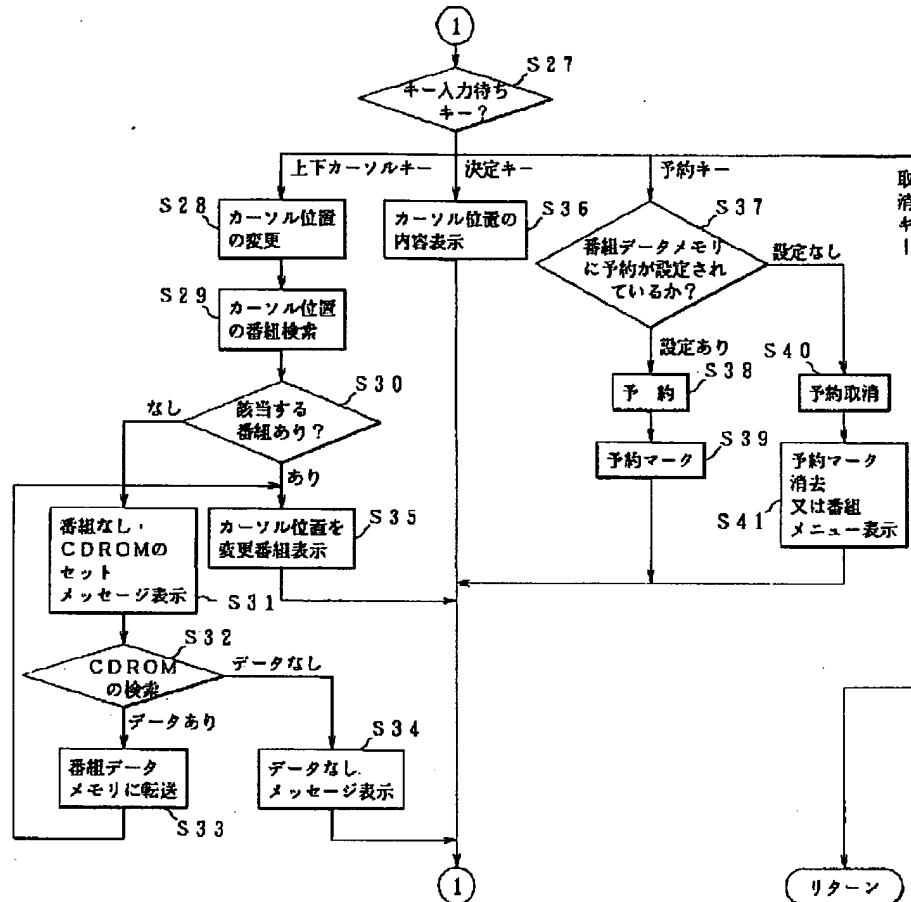 1
S27
キー入力待ち
キー?
上下カーソルキー
決定キー
予約キー
取消キー
S28
カーソル位置
の変更
S36
カーソル位置の
内容表示
S37
番組データメモリ
に予約が設定され
ているか?
設定なし
設定あり
S29
カーソル位置
の番組検索
S30
該当する
番組あり?
なし
あり
S38
予 約
S39
予約マーク
S40
予約取消
S41
予約マーク
消去
又は番組
メニュー表示
S31
番組なし・
CDROMの
セット
メッセージ表示
S35
カーソル位置を
変更番組表示
S32
CDROM
の検索
データなし
データあり
S33
番組データ
メモリに転送
S34
データなし
メッセージ表示
1
リターン